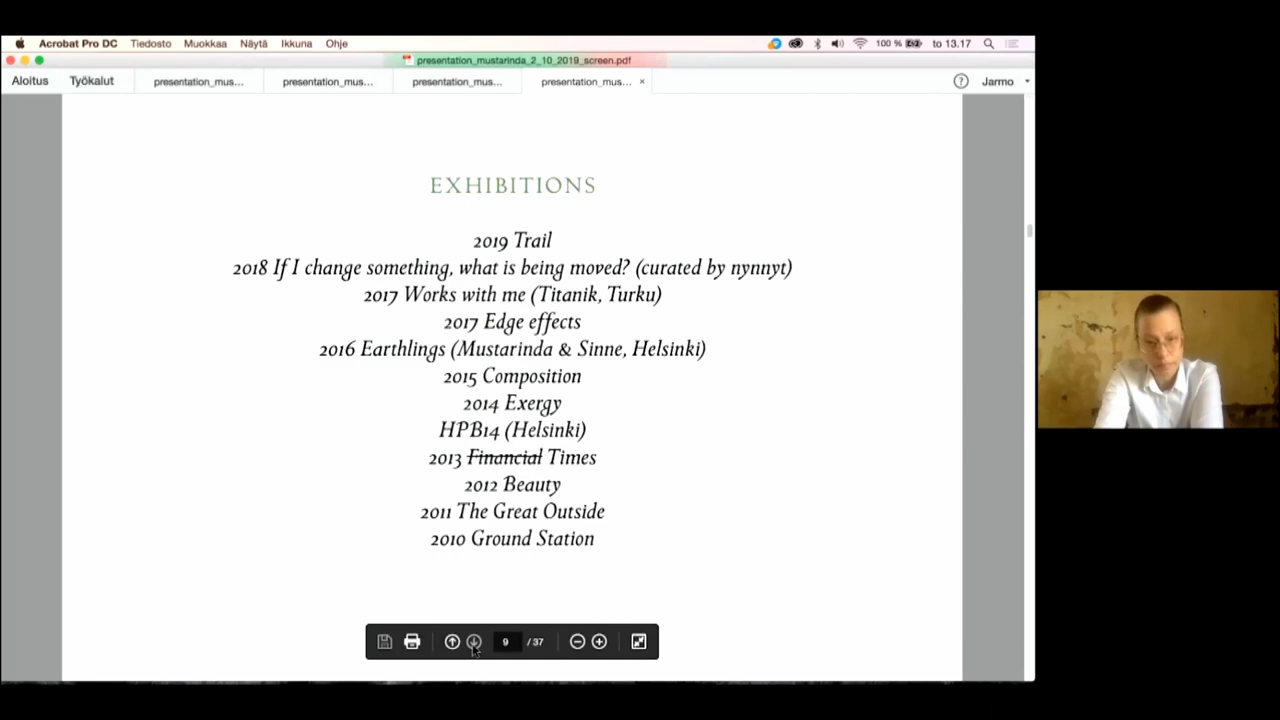 Acrobat Pro DC Tiedosto Muokkaa Näytä Ikkuna Ohje 100 % to 13.17
presentation_mustarinda_2_10_2019_screen.pdf
Aloitus Työkalut presentation_mus... presentation_mus... presentation_mus... presentation_mus... × ? Jarmo
EXHIBITIONS
2019 Trail
2018 If I change something, what is being moved? (curated by nynnyt)
2017 Works with me (Titanik, Turku)
2017 Edge effects
2016 Earthlings (Mustarinda & Sinne, Helsinki)
2015 Composition
2014 Exergy
HPB14 (Helsinki)
2013 Financial Times
2012 Beauty
2011 The Great Outside
2010 Ground Station
9 / 37